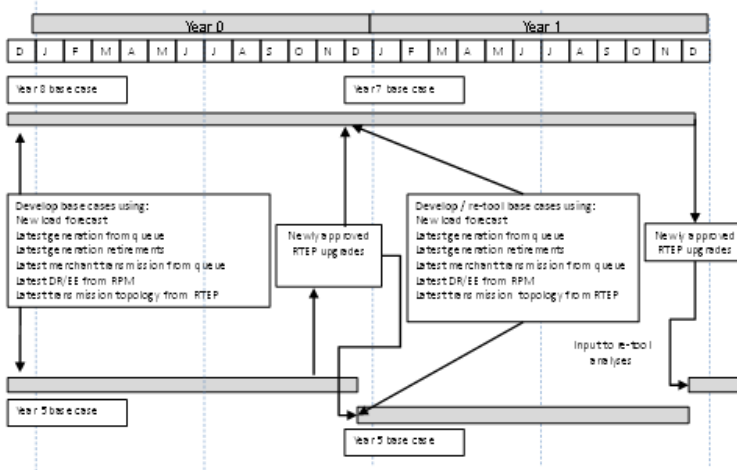 Year 0 Year 1
D J F M A M J J A S O N D J F M A M J J A S O N D
Year 8 base case Year 7 base case
Develop base cases using:
New load forecast
Latest generation from queue
Latest generation retirements
Latest merchant transmission from queue
Latest DR/EE from RPM
Latest transmission topology from RTEP
Newly approved
RTEP upgrades
Develop / re-tool base cases using:
New load forecast
Latest generation from queue
Latest generation retirements
Latest merchant transmission from queue
Latest DR/EE from RPM
Latest transmission topology from RTEP
Newly approved
RTEP upgrades
Input to re-tool
analyses
Year 5 base case
Year 5 base case